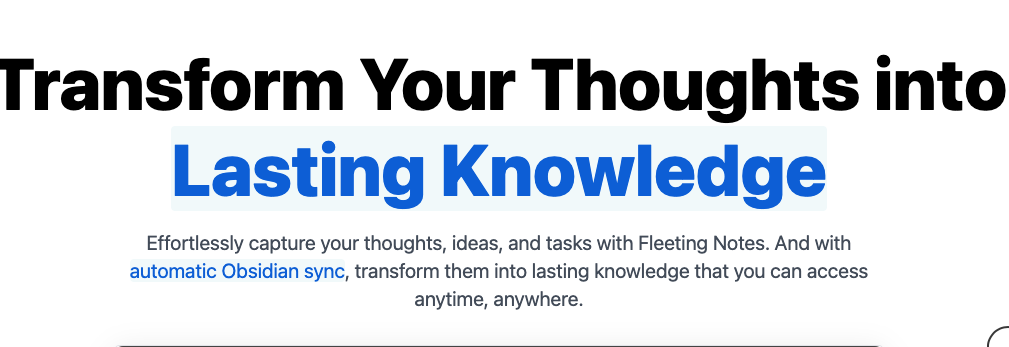 Transform Your Thoughts into
Lasting Knowledge
Effortlessly capture your thoughts, ideas, and tasks with Fleeting Notes. And with
automatic Obsidian sync, transform them into lasting knowledge that you can access
anytime, anywhere.